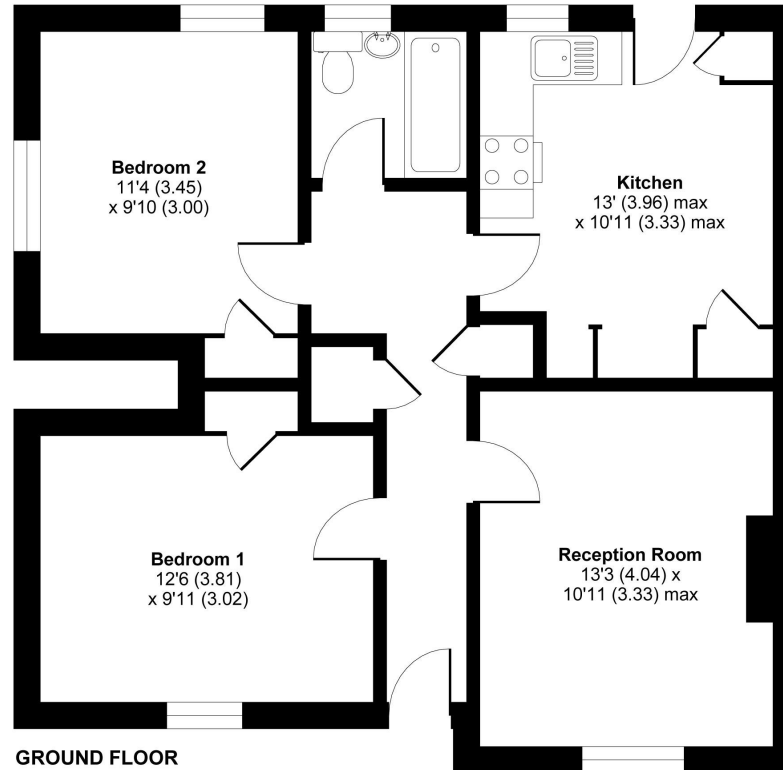 Bedroom 2
11'4 (3.45)
x 9'10 (3.00)
Kitchen
13' (3.96) max
x 10'11 (3.33) max
Bedroom 1
12'6 (3.81)
x 9'11 (3.02)
Reception Room
13'3 (4.04) x
10'11 (3.33) max
GROUND FLOOR